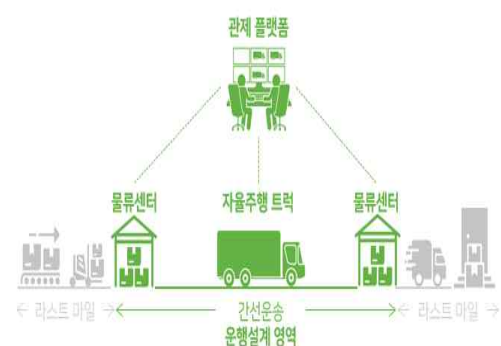 관제 플랫폼
물류센터
자율주행 트럭
물류센터
← 라스트 마일 →
간선운송
← 라스트 마일 →
운행설계 영역